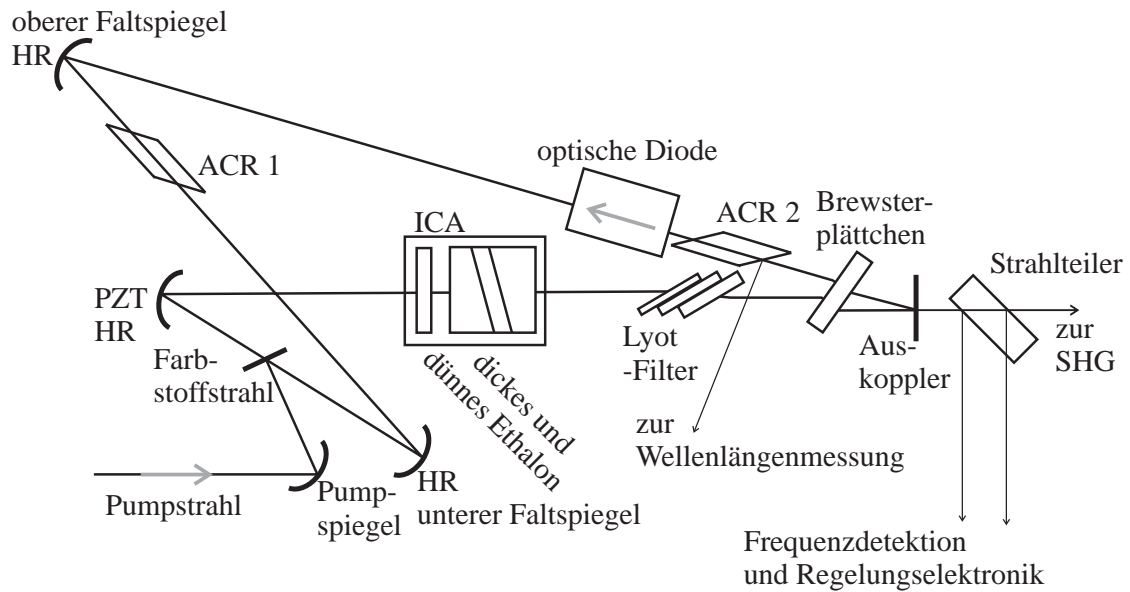 oberer Faltspiegel
HR
ACR 1
optische Diode
ACR 2
Brewster-
plättchen
Strahlteiler
ICA
PZT
HR
Farb-
stoffstrahl
Lyot
-Filter
Aus-
koppler
zur
SHG
dickes und
dünnes Ethalon
zur
Wellenlängenmessung
Pumpstrahl
Pump-
spiegel
HR
unterer Faltspiegel
Frequenzdetektion
und Regelungselektronik